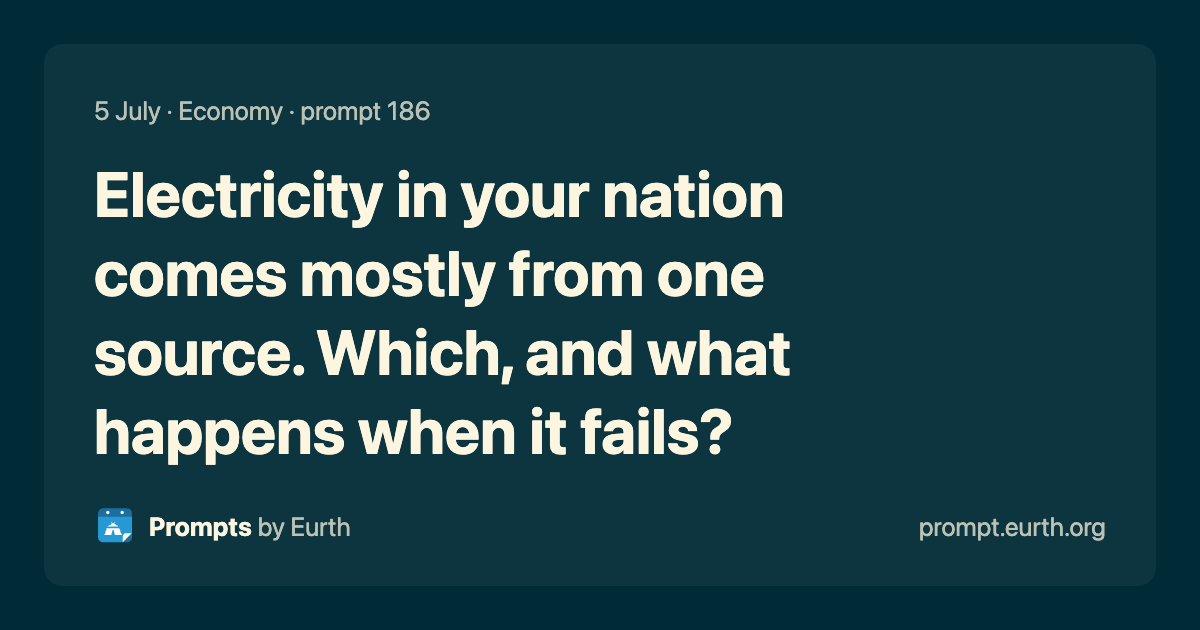 5 July · Economy · prompt 186
Electricity in your nation
comes mostly from one
source. Which, and what
happens when it fails?
Prompts by Eurth
prompt.eurth.org